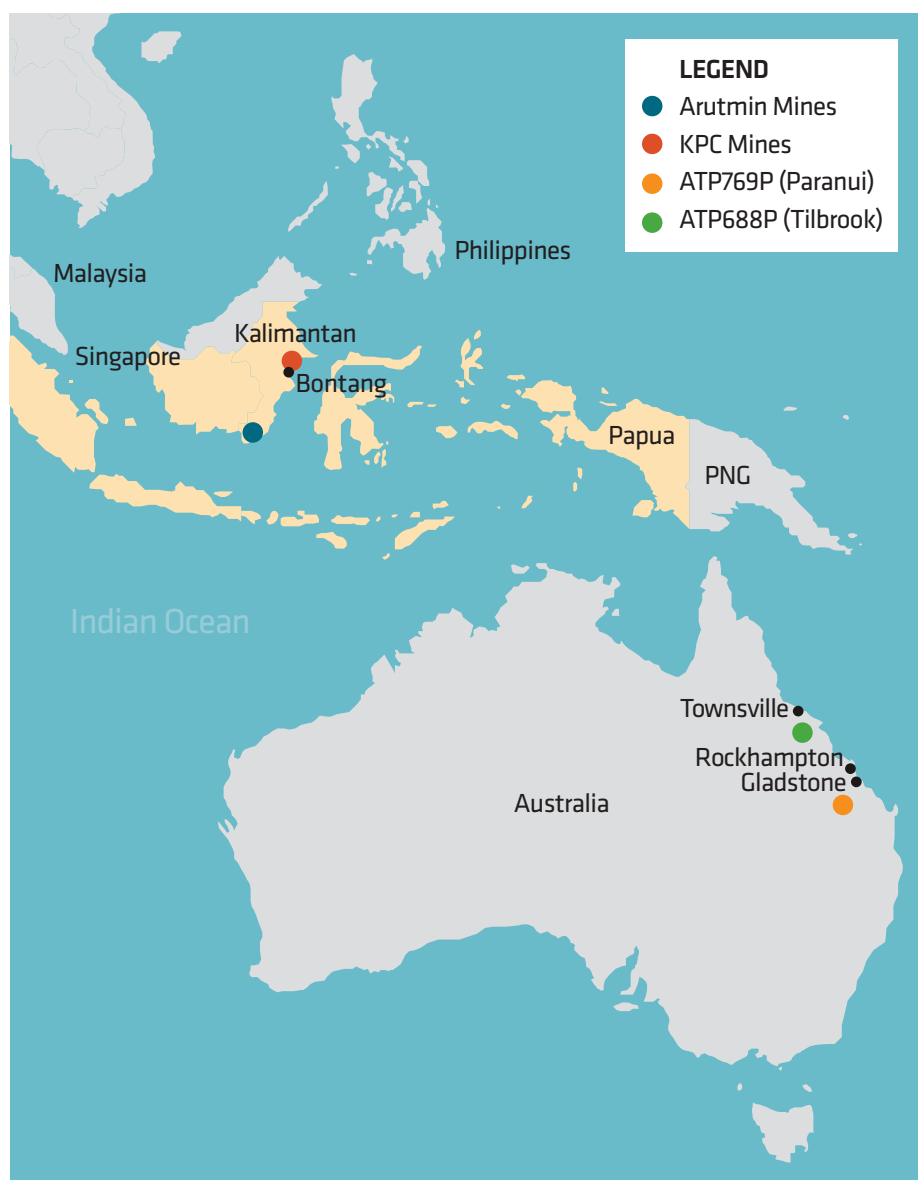 LEGEND
Arutmin Mines
KPC Mines
ATP769P (Paranui)
ATP688P (Tilbrook)
Philippines
Malaysia
Kalimantan
Singapore
Bontang
Papua
PNG
Indian Ocean
Townsville
Rockhampton
Gladstone
Australia